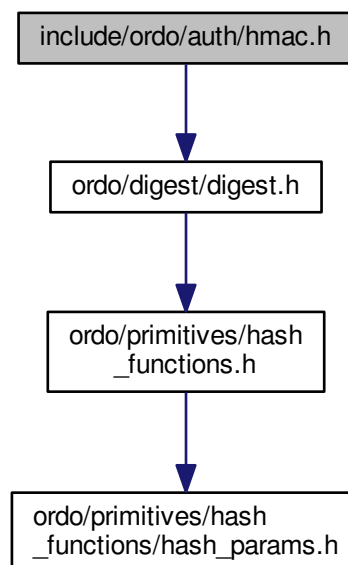 include/ordo/auth/hmac.h
ordo/digest/digest.h
ordo/primitives/hash
_functions.h
ordo/primitives/hash
_functions/hash_params.h